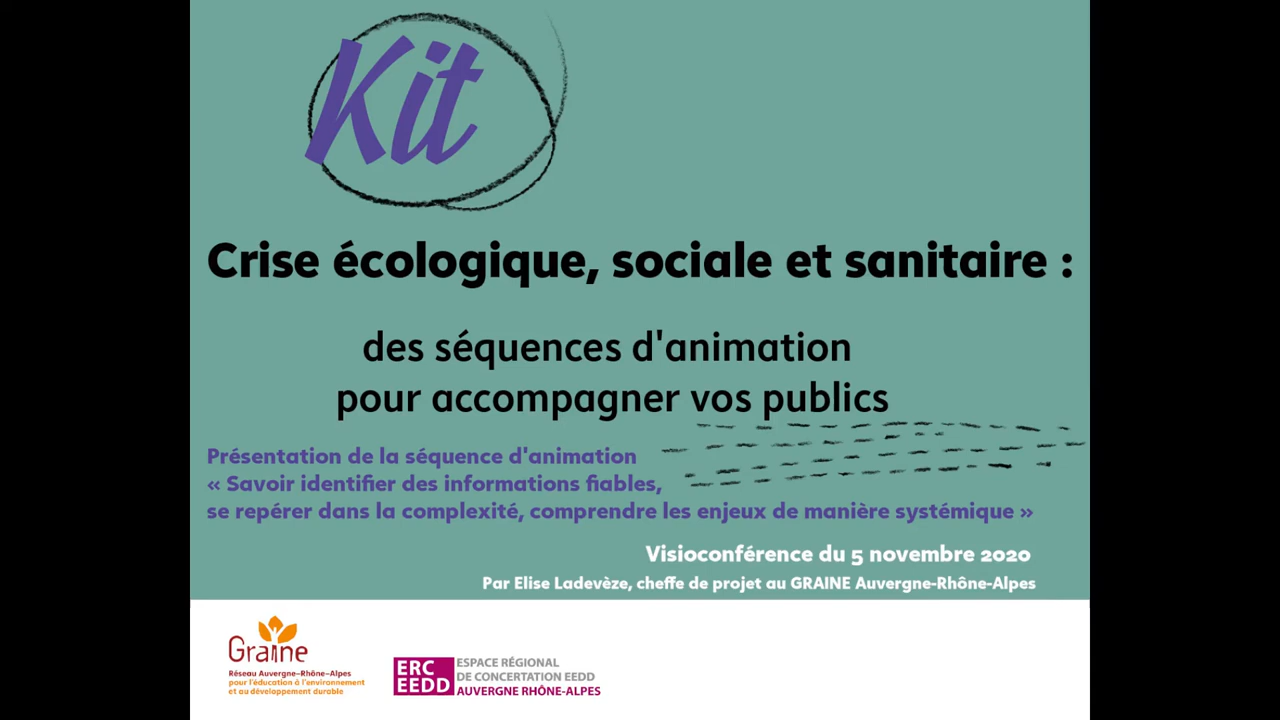 Kit
Crise écologique, sociale et sanitaire :
des séquences d'animation
pour accompagner vos publics
Présentation de la séquence d'animation
« Savoir identifier des informations fiables,
se repérer dans la complexité, comprendre les enjeux de manière systémique »
Visioconférence du 5 novembre 2020
Par Elise Ladevèze, cheffe de projet au GRAINE Auvergne-Rhône-Alpes
Graine
Réseau Auvergne-Rhône-Alpes
pour l'éducation à l'environnement
et au développement durable
ERC
EEDD
ESPACE RÉGIONAL
DE CONCERTATION EEDD
AUVERGNE RHÔNE-ALPES